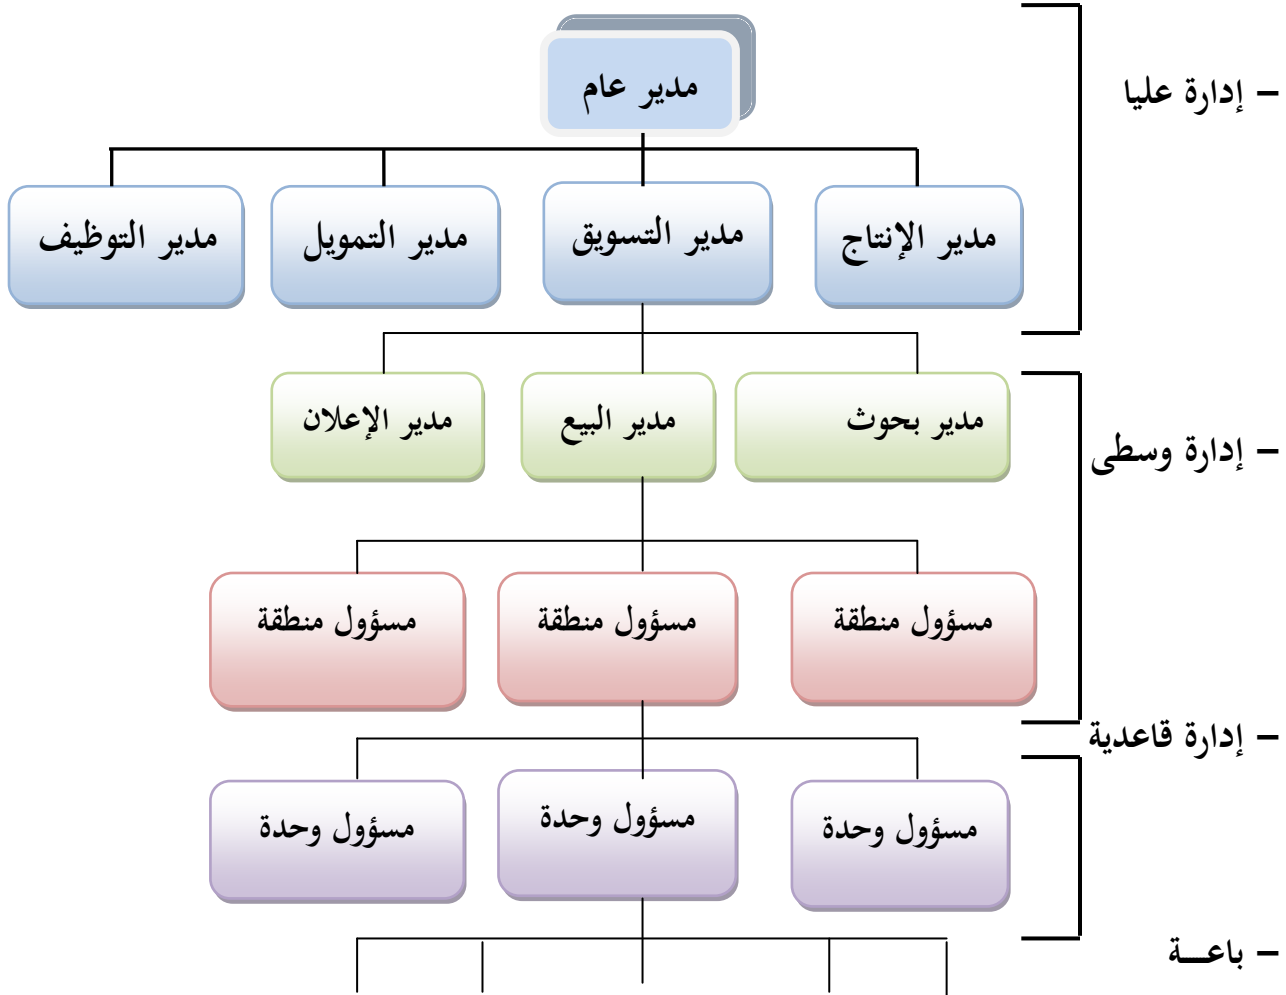 مدير عام
– إدارة عليا
مدير الإنتاج
مدير التسويق
مدير التمويل
مدير التوظيف
مدير بحوث
مدير البيع
مدير الإعلان
– إدارة وسطى
مسؤول منطقة
مسؤول منطقة
مسؤول منطقة
– إدارة قاعدية
مسؤول وحدة
مسؤول وحدة
مسؤول وحدة
– باعـــة